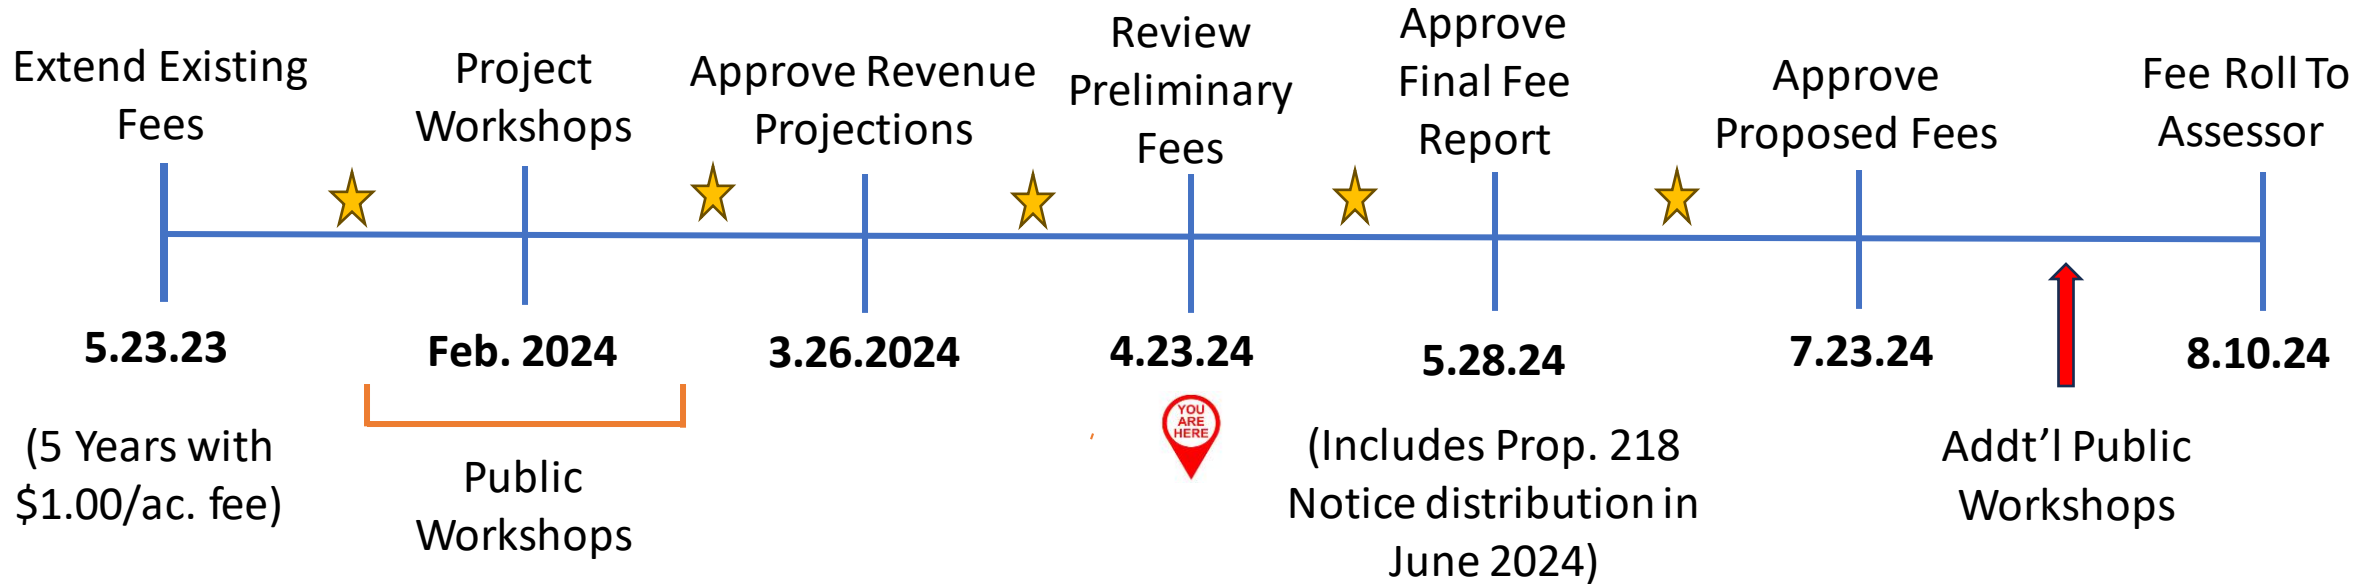 Extend Existing
Fees
Project
Workshops
Approve Revenue
Projections
Review
Preliminary
Fees
Approve
Final Fee
Report
Approve
Proposed Fees
Fee Roll To
Assessor
5.23.23
Feb. 2024
3.26.2024
4.23.24
5.28.24
7.23.24
8.10.24
(5 Years with
$1.00/ac. fee)
Public
Workshops
YOU
ARE
HERE
(Includes Prop. 218
Notice distribution in
June 2024)
Addt’l Public
Workshops